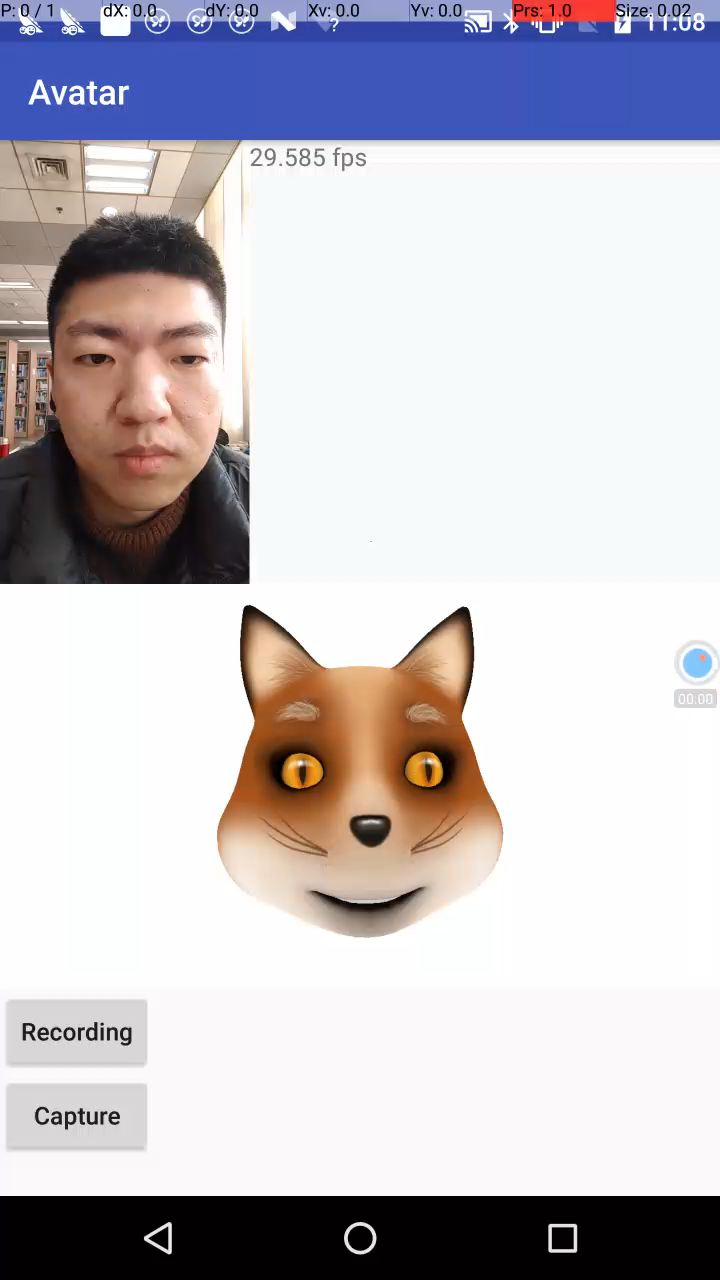 P: 0 / 1 dX: 0.0 dY: 0.0 Xv: 0.0 Yv: 0.0 Prs: 1.0 Size: 0.02
11:08
Avatar
29.585 fps
00:00
Recording
Capture